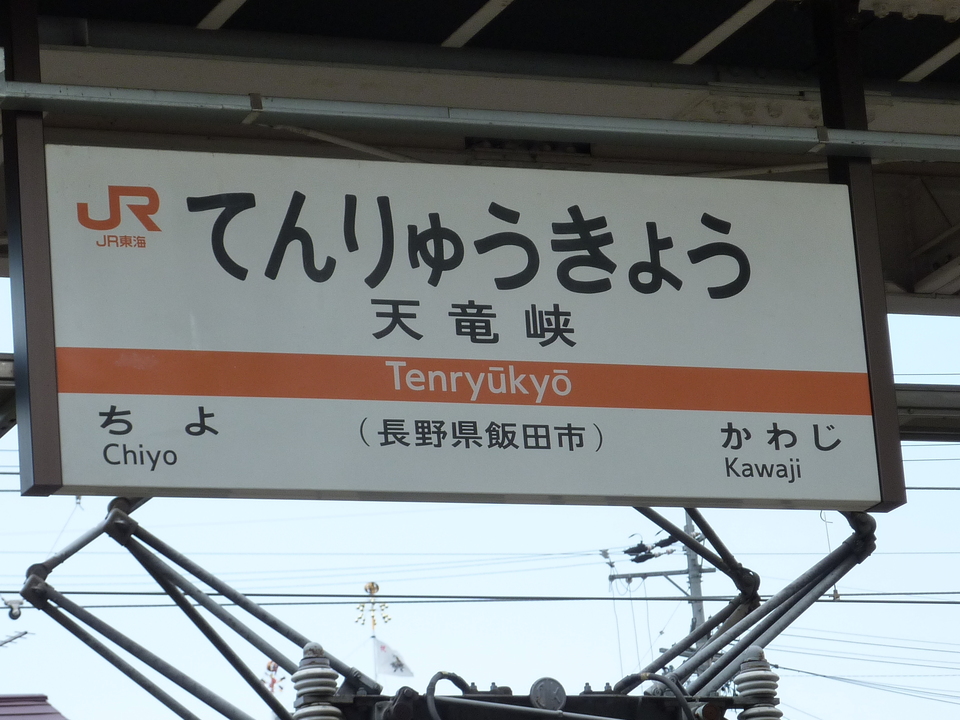 JR
JR東海
てんりゅうきょう
天竜峡
Tenryūkyō
ちよ
Chiyo
(長野県飯田市)
かわじ
Kawaji